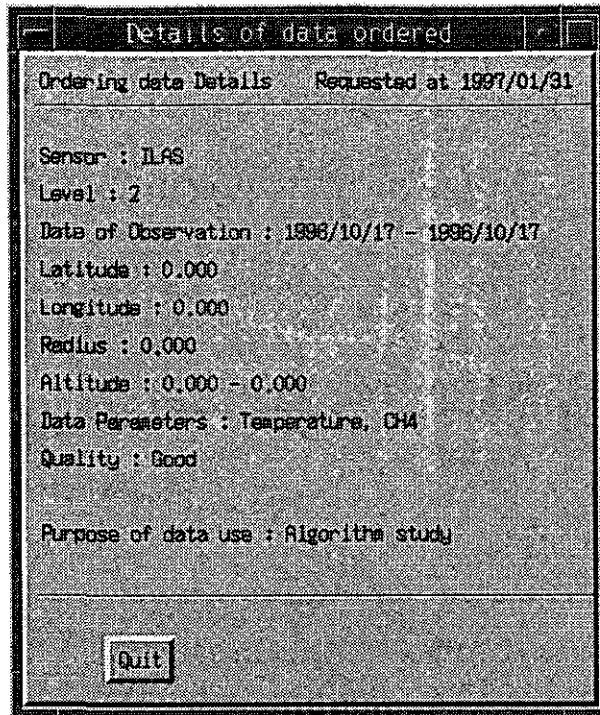 Details of data ordered
Ordering data Details Requested at 1997/01/31
Sensor : ILAS
Level : 2
Date of Observation : 1996/10/17 - 1996/10/17
Latitude : 0.000
Longitude : 0.000
Radius : 0.000
Altitude : 0.000 - 0.000
Data Parameters : Temperature, CH4
Quality : Good
Purpose of data use : Algorithm study
Quit